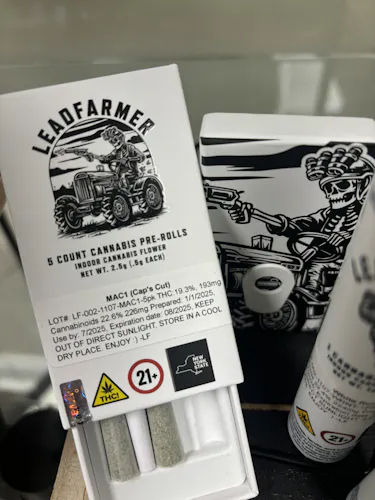 LEADFARMER
5 COUNT CANNABIS PRE-ROLLS
INDOOR CANNABIS FLOWER
NET WT. 2.5g (.5g EACH)
MAC1 (Cap's Cut)
LOT# LF-002-1107-MAC1-5pk THC 19.3%, 193mg
Cannabinoids 22.6% 226mg Prepared: 1/1/2025,
Use by: 7/2025, Expiration date: 08/2025, KEEP
OUT OF DIRECT SUNLIGHT. STORE IN A COOL
DRY PLACE. ENJOY :) -LF
THC!
21+
NEW
YORK
STATE
LEADFARMER
21+